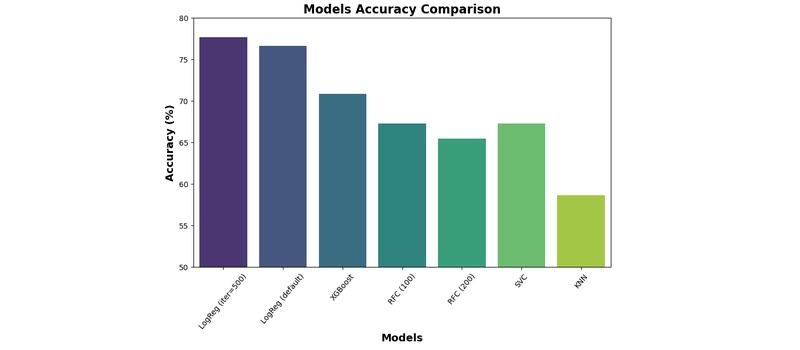 Models Accuracy Comparison
Accuracy (%)
80
75
70
65
60
55
50
LogReg (iter=500)
LogReg (default)
XGBoost
RFC (100)
RFC (200)
SVC
KNN
Models